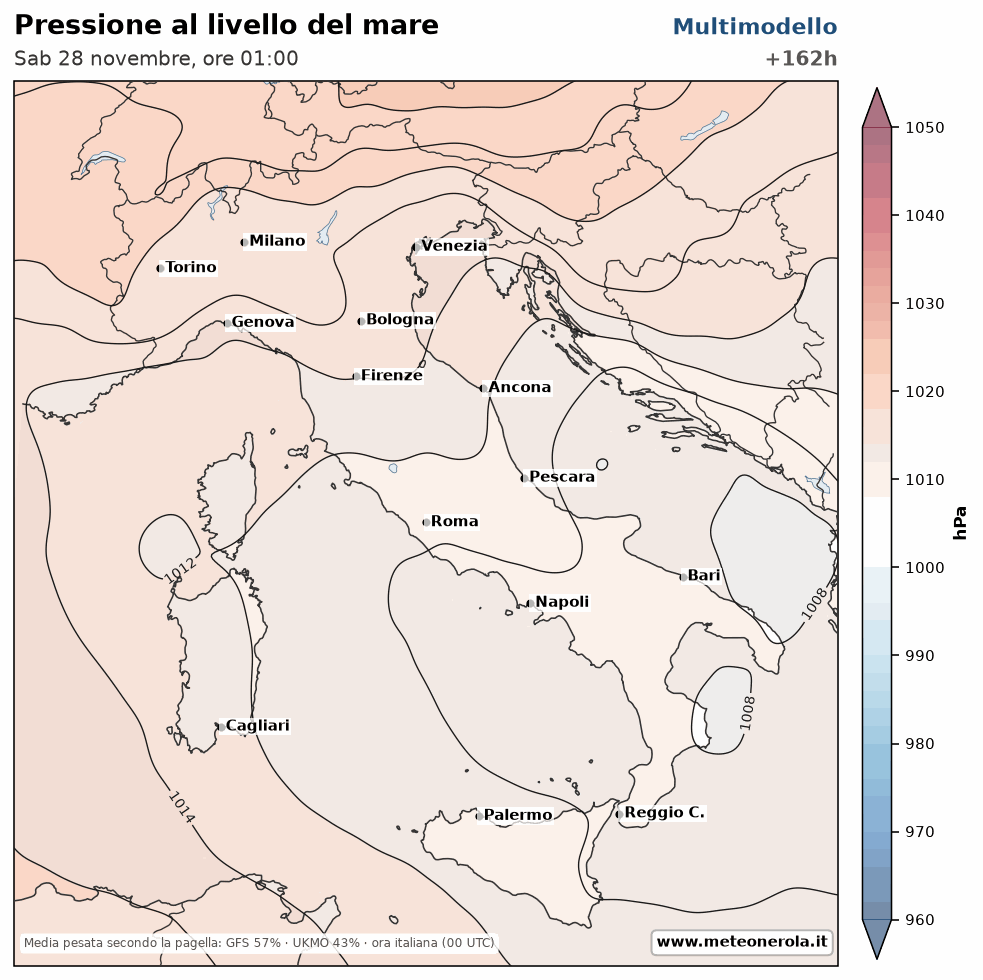 Pressione al livello del mare
Multimodello
Sab 28 novembre, ore 01:00
+162h
1050
1040
1030
1020
1010
1000
990
980
970
960
hPa
Milano
Venezia
Torino
Genova
Bologna
Firenze
Ancona
Pescara
Roma
1012
Bari
Napoli
1008
Cagliari
1008
1014
Palermo
Reggio C.
Media pesata secondo la pagella: GFS 57% · UKMO 43% · ora italiana (00 UTC)
www.meteonerola.it